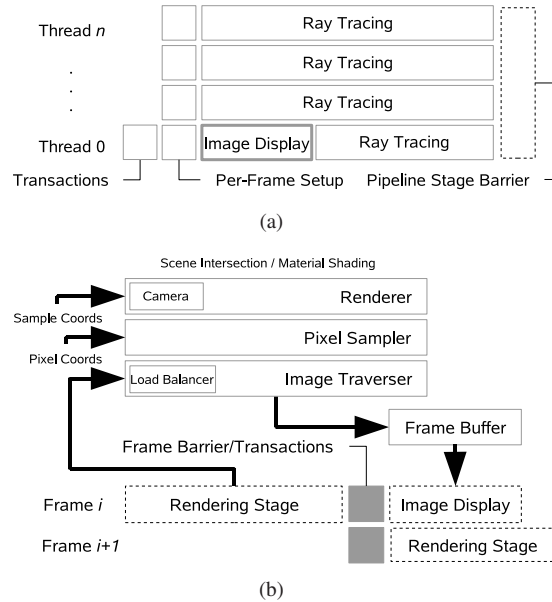 Thread n
Ray Tracing
Ray Tracing
.
.
.
Ray Tracing
Thread 0
Image Display
Ray Tracing
Transactions
Per-Frame Setup
Pipeline Stage Barrier
(a)
Scene Intersection / Material Shading
Camera
Renderer
Sample Coords
Pixel Sampler
Pixel Coords
Load Balancer
Image Traverser
Frame Buffer
Frame Barrier/Transactions
Frame i
Rendering Stage
Image Display
Frame i+1
Rendering Stage
(b)